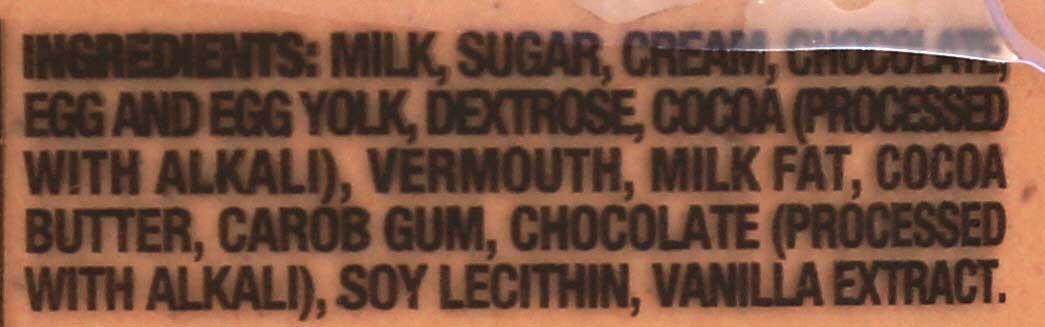 INGREDIENTS: MILK, SUGAR, CREAM, CHOCOLATE,
EGG AND EGG YOLK, DEXTROSE, COCOA (PROCESSED
WITH ALKALI), VERMOUTH, MILK FAT, COCOA
BUTTER, CAROB GUM, CHOCOLATE (PROCESSED
WITH ALKALI), SOY LECITHIN, VANILLA EXTRACT.